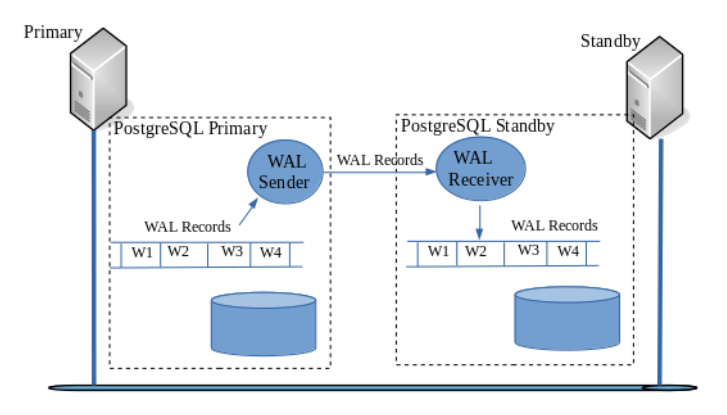 Primary
Standby
PostgreSQL Primary
PostgreSQL Standby
WAL
Sender
WAL Records
WAL
Receiver
WAL Records
WAL Records
W1 W2 W3 W4
W1 W2 W3 W4